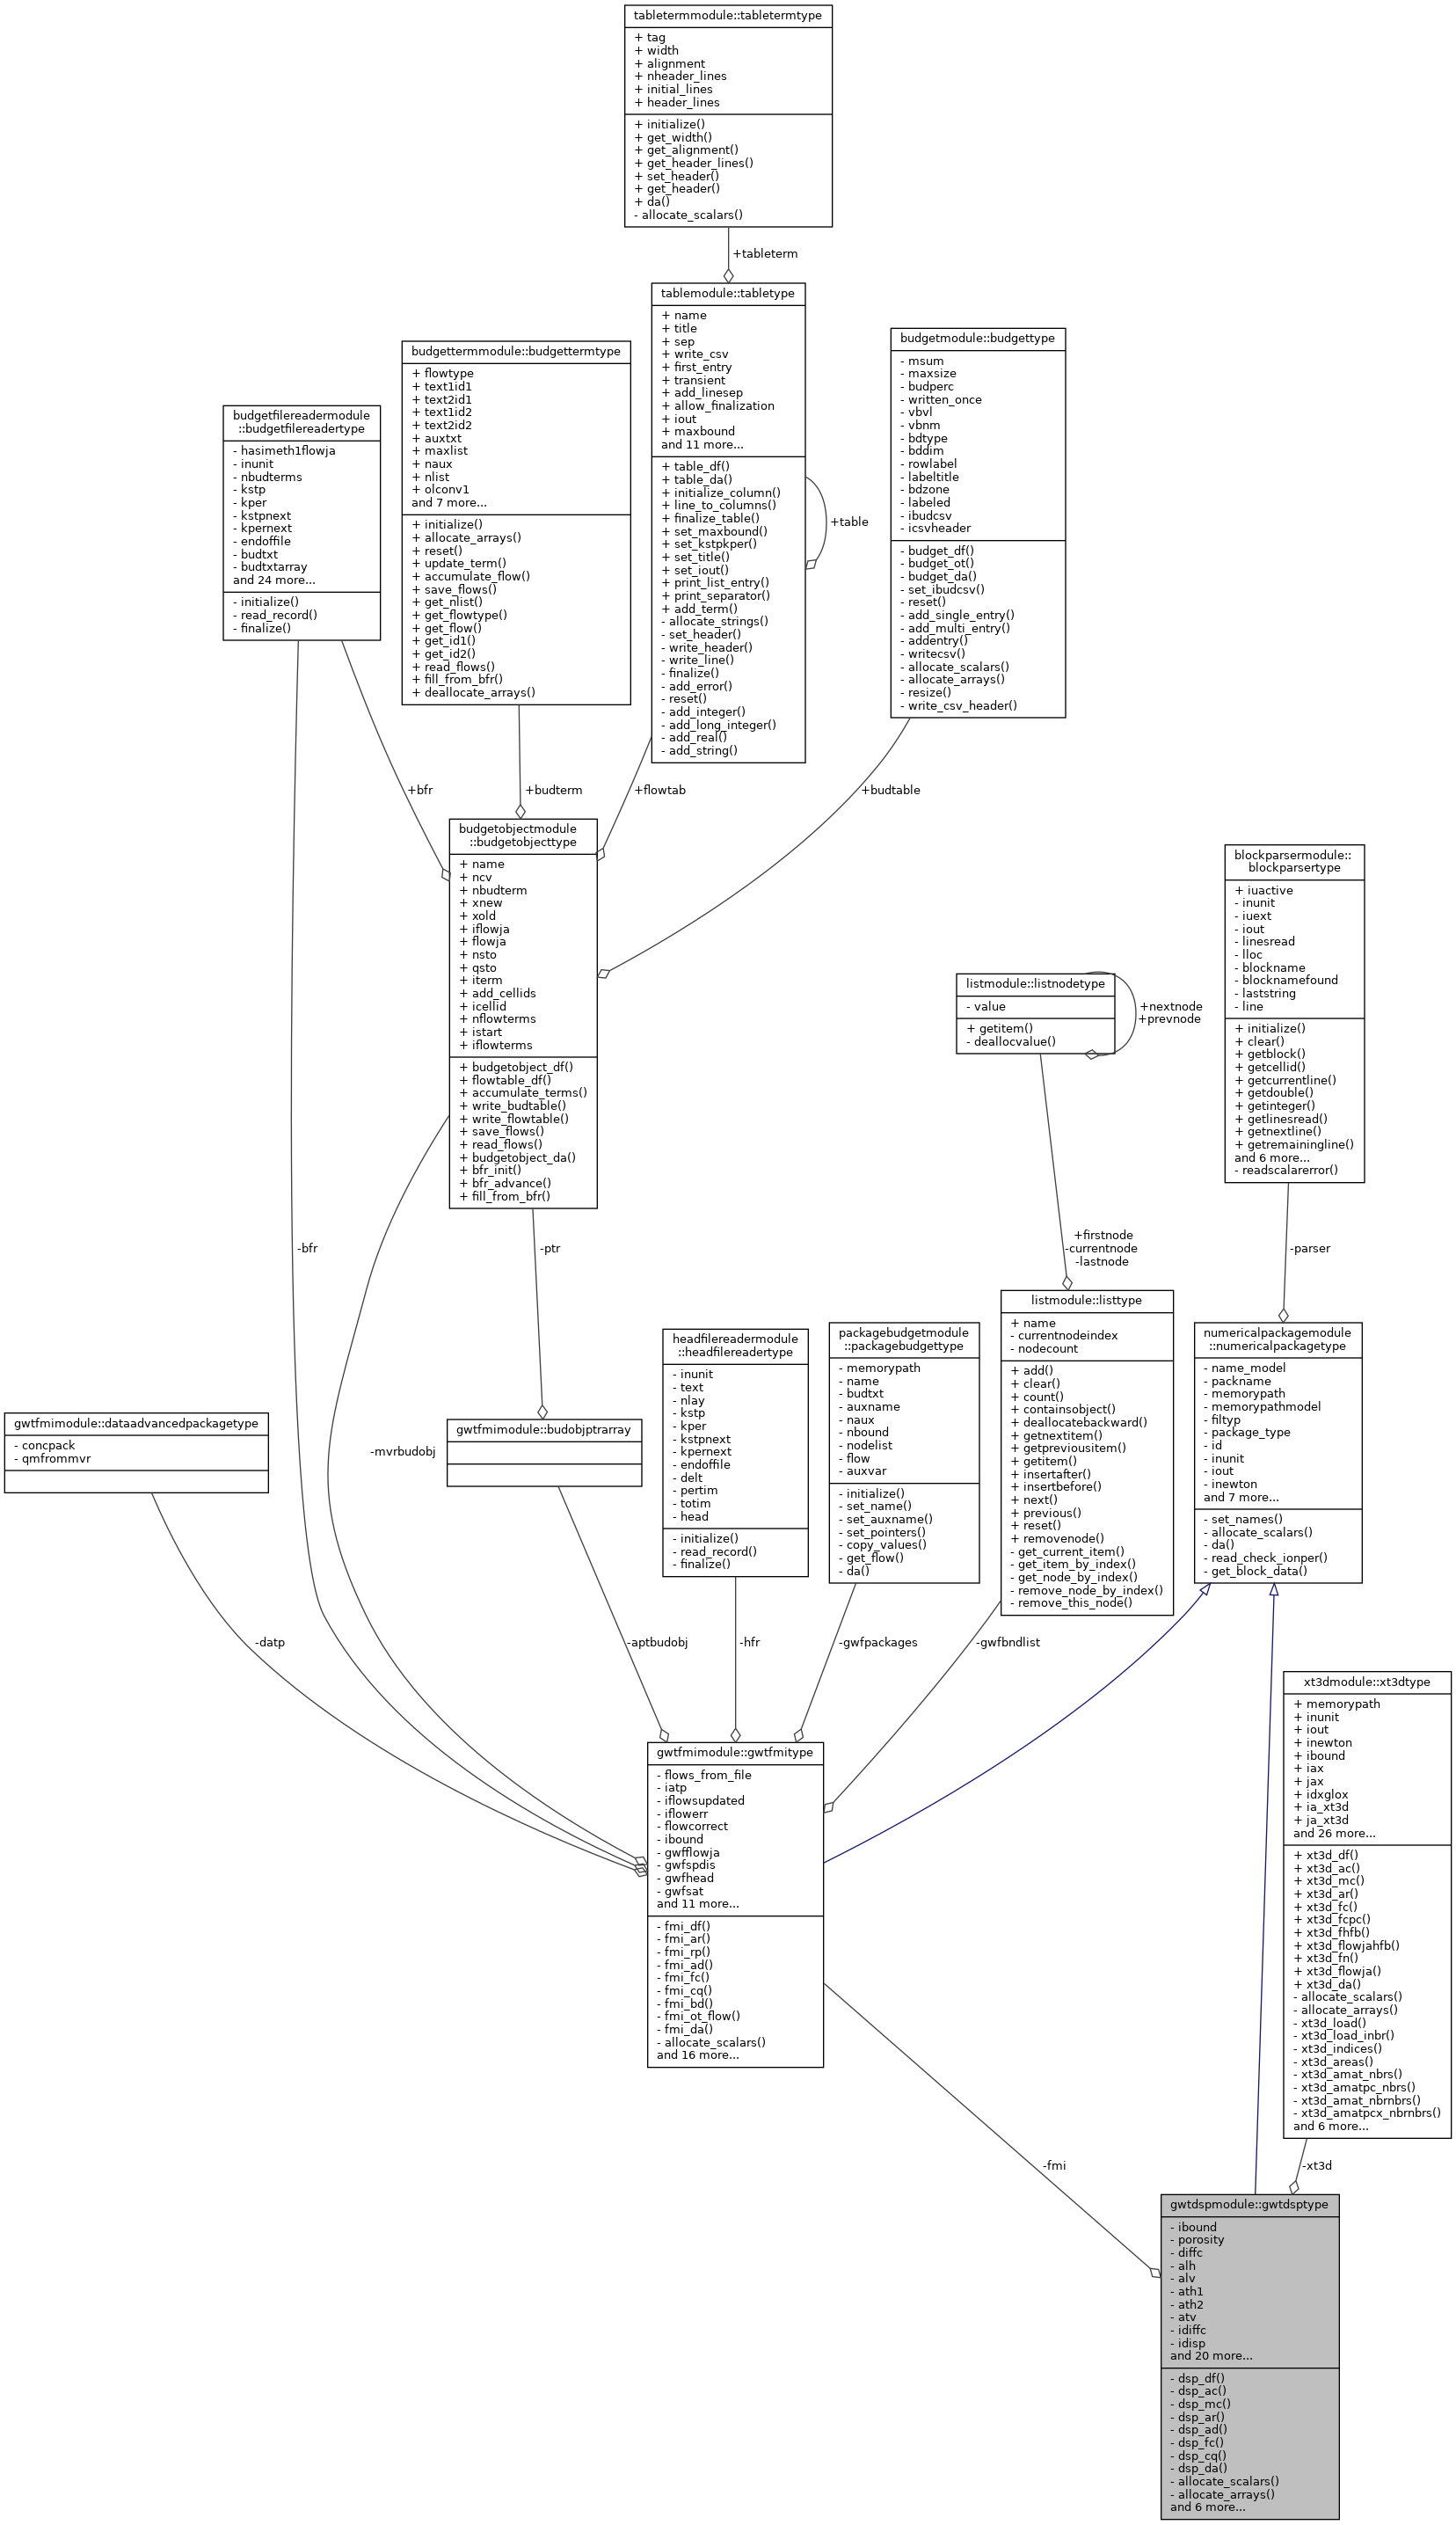 tabletermmodule::tabletermtype
+ tag
+ width
+ alignment
+ nheader_lines
+ initial_lines
+ header_lines
+ initialize()
+ get_width()
+ get_alignment()
+ get_header_lines()
+ set_header()
+ get_header()
+ da()
- allocate_scalars()
+tableterm
tablemodule::tabletype
+ name
+ title
+ sep
+ write_csv
+ first_entry
+ transient
+ add_linesep
+ allow_finalization
+ iout
+ maxbound
and 11 more...
+ table_df()
+ table_da()
+ initialize_column()
+ line_to_columns()
+ finalize_table()
+ set_maxbound()
+ set_kstpkper()
+ set_title()
+ set_iout()
+ print_list_entry()
+ print_separator()
+ add_term()
- allocate_strings()
- set_header()
- write_header()
- write_line()
- finalize()
- add_error()
- reset()
- add_integer()
- add_long_integer()
- add_real()
- add_string()
+table
budgetmodule::budgettype
- msum
- maxsize
- budperc
- written_once
- vbvl
- vbnm
- bdtype
- bddim
- rowlabel
- labeltitle
- bdzone
- labeled
- ibudcsv
- icsvheader
- budget_df()
- budget_ot()
- budget_da()
- set_ibudcsv()
- reset()
- add_single_entry()
- add_multi_entry()
- addentry()
- writecsv()
- allocate_scalars()
- allocate_arrays()
- resize()
- write_csv_header()
budgettermmodule::budgettermtype
+ flowtype
+ text1id1
+ text2id1
+ text1id2
+ text2id2
+ auxtxt
+ maxlist
+ naux
+ nlist
+ olconv1
and 7 more...
+ initialize()
+ allocate_arrays()
+ reset()
+ update_term()
+ accumulate_flow()
+ save_flows()
+ get_nlist()
+ get_flowtype()
+ get_flow()
+ get_id1()
+ get_id2()
+ read_flows()
+ fill_from_bfr()
+ deallocate_arrays()
budgetfilereadermodule
::budgetfilereadertype
- hasimeth1flowja
- inunit
- nbudterms
- kstp
- kper
- kstpnext
- kpernext
- endoffile
- budtxt
- budtxtarray
and 24 more...
- initialize()
- read_record()
- finalize()
+bfr
+budterm
+flowtab
+budtable
budgetobjectmodule
::budgetobjecttype
+ name
+ ncv
+ nbudterm
+ xnew
+ xold
+ iflowja
+ flowja
+ nsto
+ qsto
+ iterm
+ add_cellids
+ icellid
+ nflowterms
+ istart
+ iflowterms
+ budgetobject_df()
+ flowtable_df()
+ accumulate_terms()
+ write_budtable()
+ write_flowtable()
+ save_flows()
+ read_flows()
+ budgetobject_da()
+ bfr_init()
+ bfr_advance()
+ fill_from_bfr()
blockparsermodule::
blockparsertype
+ iuactive
- inunit
- iuext
- iout
- linesread
- lloc
- blockname
- blocknamefound
- laststring
- line
+ initialize()
+ clear()
+ getblock()
+ getcellid()
+ getcurrentline()
+ getdouble()
+ getinteger()
+ getlinesread()
+ getnextline()
+ getremainingline()
and 6 more...
- readscalarerror()
listmodule::listnodetype
- value
+ getitem()
- deallocvalue()
+nextnode
+prevnode
-bfr
-ptr
+firstnode
-currentnode
-lastnode
-parser
listmodule::listtype
+ name
- currentnodeindex
- nodecount
+ add()
+ clear()
+ count()
+ containsobject()
+ deallocatebackward()
+ getnextitem()
+ getpreviousitem()
+ getitem()
+ insertafter()
+ insertbefore()
+ next()
+ previous()
+ reset()
+ removenode()
- get_current_item()
- get_item_by_index()
- get_node_by_index()
- remove_node_by_index()
- remove_this_node()
numericalpackagemodule
::numericalpackagetype
- name_model
- packname
- memorypath
- memorypathmodel
- filtyp
- package_type
- id
- inunit
- iout
- inewton
and 7 more...
- set_names()
- allocate_scalars()
- da()
- read_check_ionper()
- get_block_data()
packagebudgetmodule
::packagebudgettype
- memorypath
- name
- budtxt
- auxname
- naux
- nbound
- nodelist
- flow
- auxvar
- initialize()
- set_name()
- set_auxname()
- set_pointers()
- copy_values()
- get_flow()
- da()
headfilereadermodule
::headfilereadertype
- inunit
- text
- nlay
- kstp
- kper
- kstpnext
- kpernext
- endoffile
- delt
- pertim
- totim
- head
- initialize()
- read_record()
- finalize()
gwtfmimodule::dataadvancedpackagetype
- concpack
- qmfrommvr
-mvrbudobj
gwtfmimodule::budobjptrarray
-datp
-aptbudobj
-hfr
-gwfpackages
-gwfbndlist
gwtfmimodule::gwtfmitype
- flows_from_file
- iatp
- iflowsupdated
- iflowerr
- flowcorrect
- ibound
- gwfflowja
- gwfspdis
- gwfhead
- gwfsat
and 11 more...
- fmi_df()
- fmi_ar()
- fmi_rp()
- fmi_ad()
- fmi_fc()
- fmi_cq()
- fmi_bd()
- fmi_ot_flow()
- fmi_da()
- allocate_scalars()
and 16 more...
xt3dmodule::xt3dtype
+ memorypath
+ inunit
+ iout
+ inewton
+ ibound
+ iax
+ jax
+ idxglox
+ ia_xt3d
+ ja_xt3d
and 26 more...
+ xt3d_df()
+ xt3d_ac()
+ xt3d_mc()
+ xt3d_ar()
+ xt3d_fc()
+ xt3d_fcpc()
+ xt3d_fhfb()
+ xt3d_flowjahfb()
+ xt3d_fn()
+ xt3d_flowja()
+ xt3d_da()
- allocate_scalars()
- allocate_arrays()
- xt3d_load()
- xt3d_load_inbr()
- xt3d_indices()
- xt3d_areas()
- xt3d_amat_nbrs()
- xt3d_amatpc_nbrs()
- xt3d_amat_nbrnbrs()
- xt3d_amatpcx_nbrnbrs()
and 6 more...
-fmi
-xt3d
gwtdspmodule::gwtdsptype
- ibound
- porosity
- diffc
- alh
- alv
- ath1
- ath2
- atv
- idiffc
- idisp
and 20 more...
- dsp_df()
- dsp_ac()
- dsp_mc()
- dsp_ar()
- dsp_ad()
- dsp_fc()
- dsp_cq()
- dsp_da()
- allocate_scalars()
- allocate_arrays()
and 6 more...